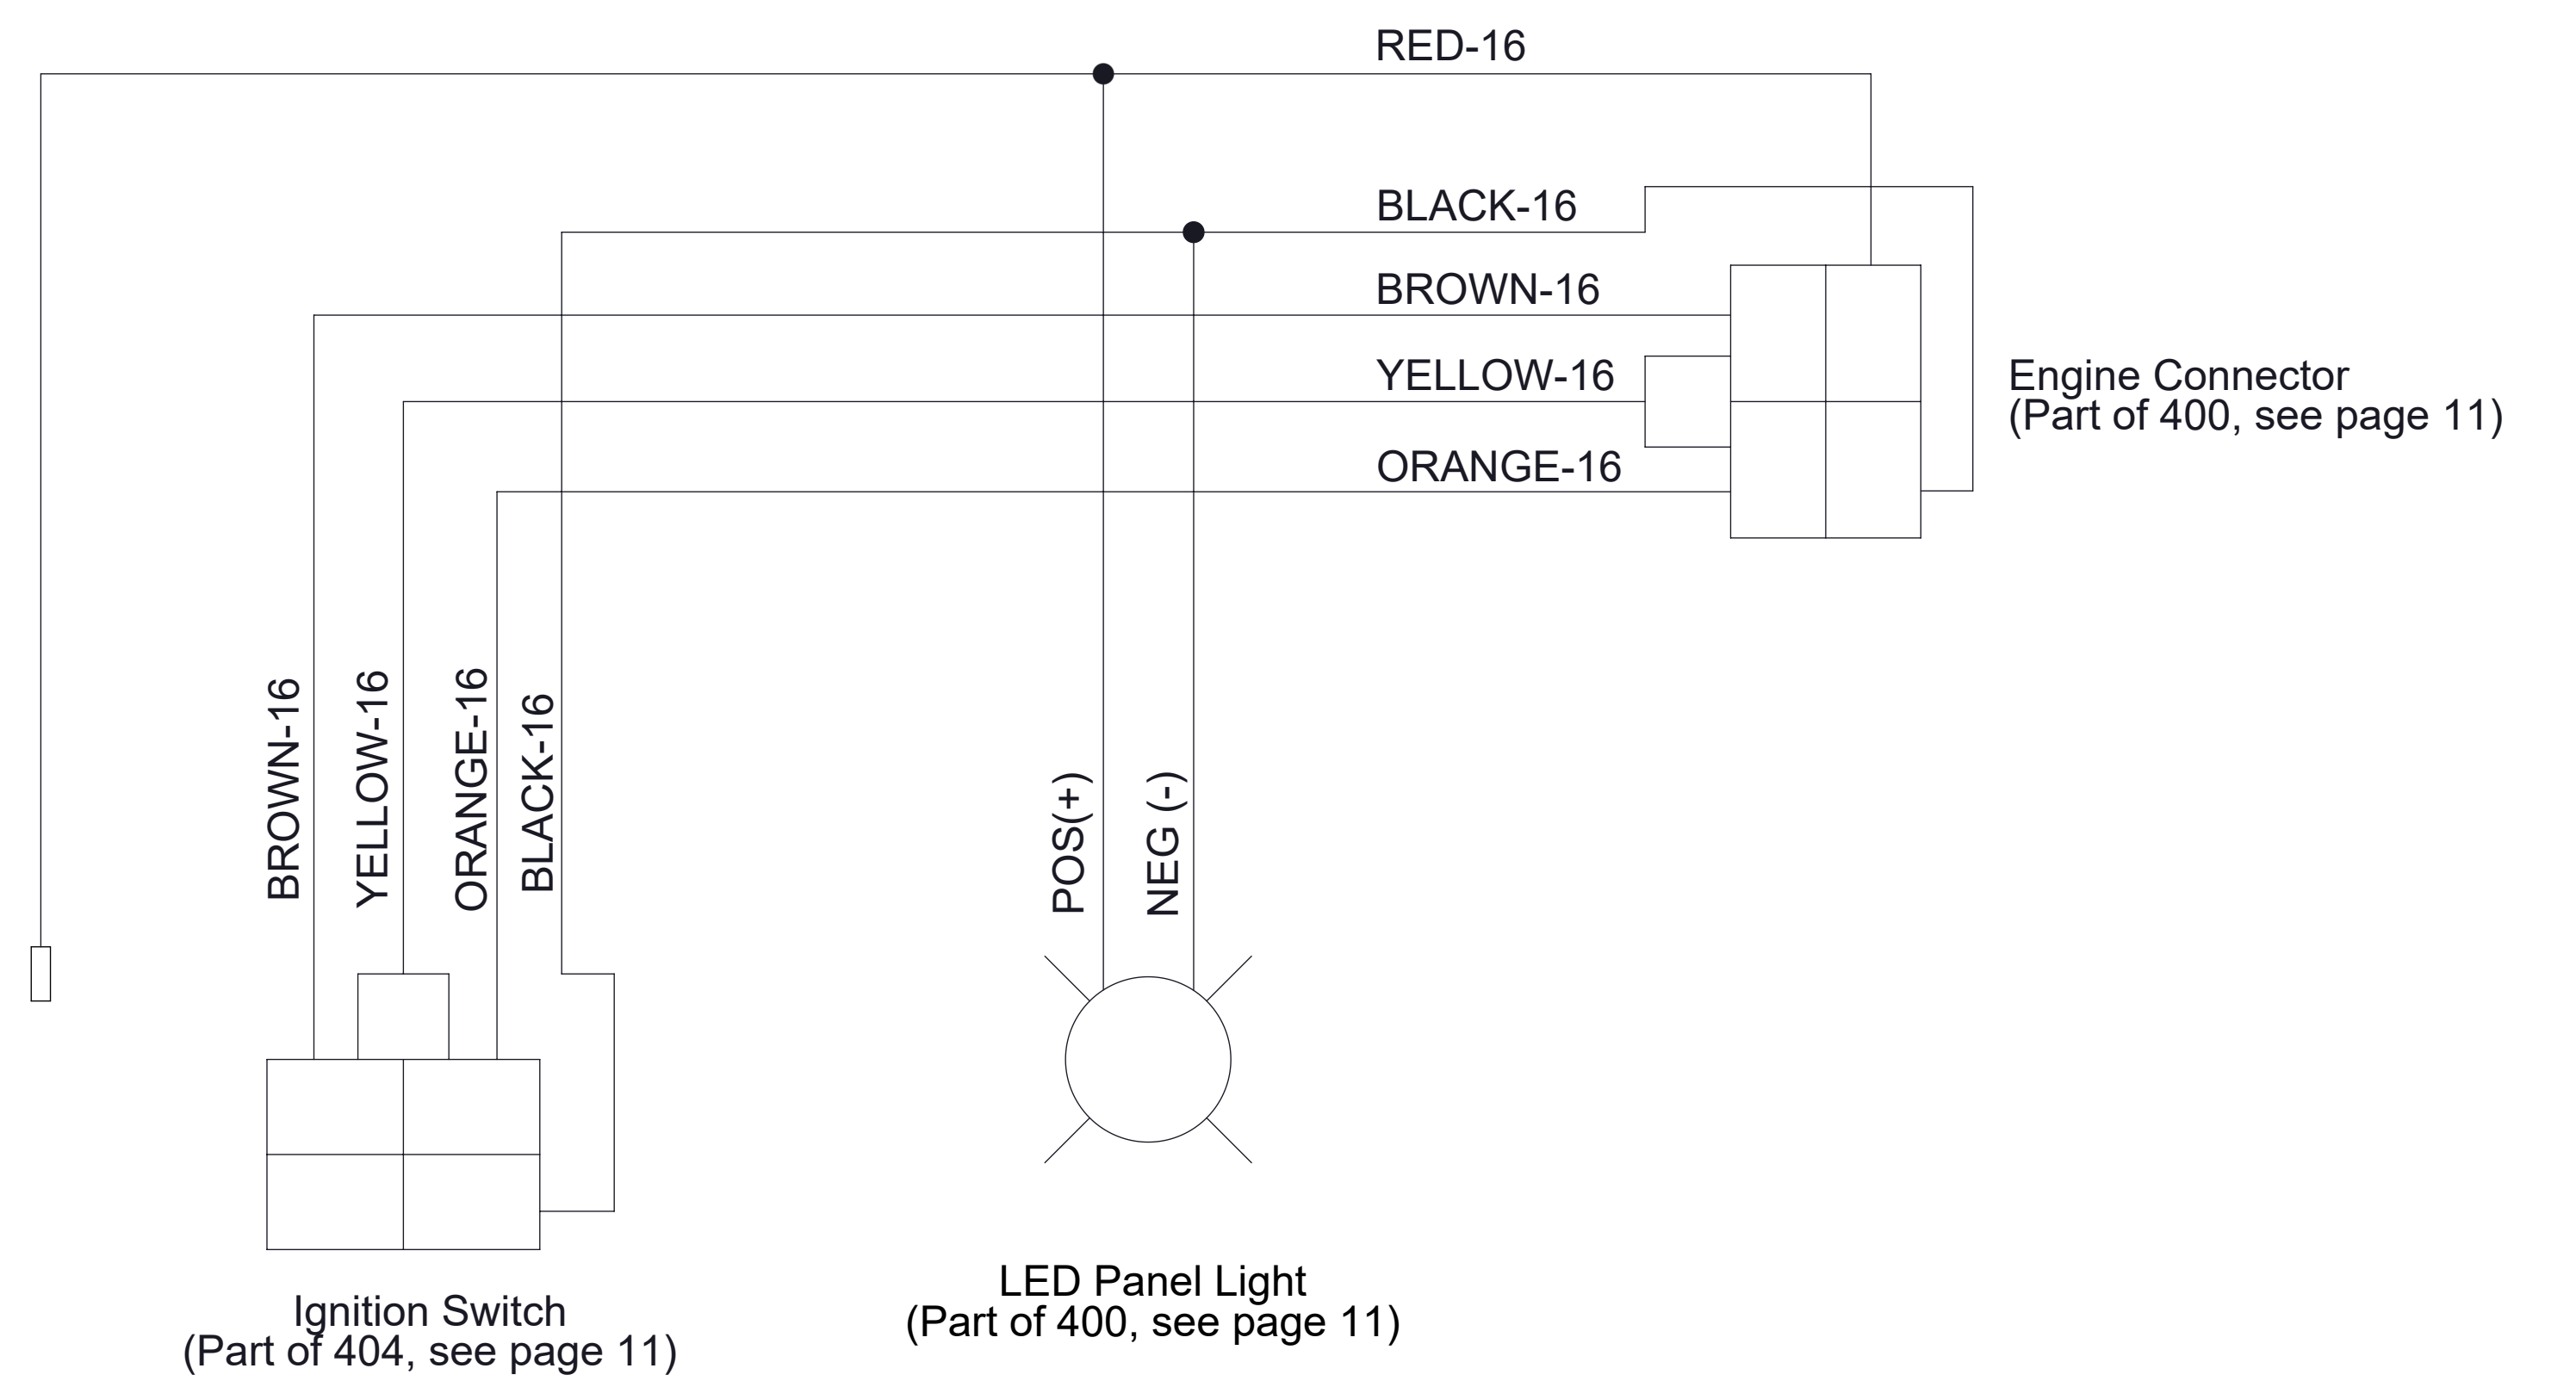 RED-16
BLACK-16
BROWN-16
YELLOW-16
ORANGE-16
Engine Connector
(Part of 400, see page 11)
BROWN-16
YELLOW-16
ORANGE-16
BLACK-16
POS(+)
NEG (-)
Ignition Switch
(Part of 404, see page 11)
LED Panel Light
(Part of 400, see page 11)